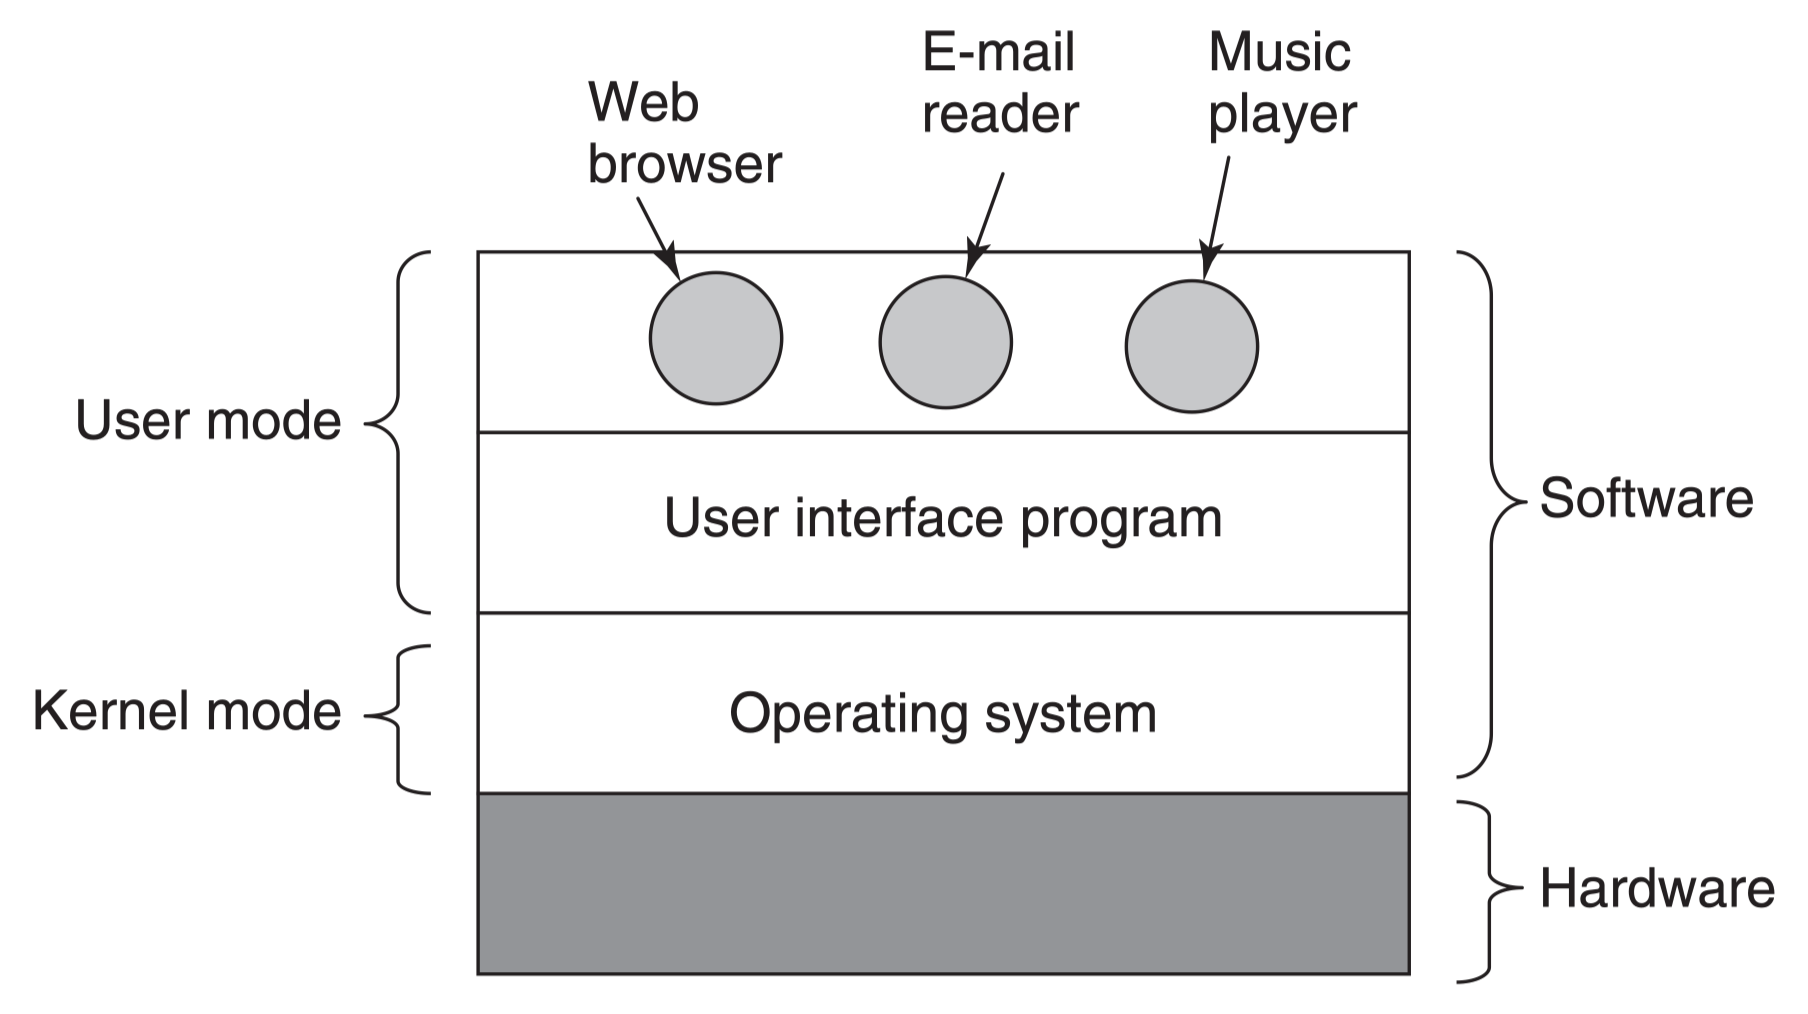 Web
browser
E-mail
reader
Music
player
User mode
User interface program
Software
Kernel mode
Operating system
Hardware